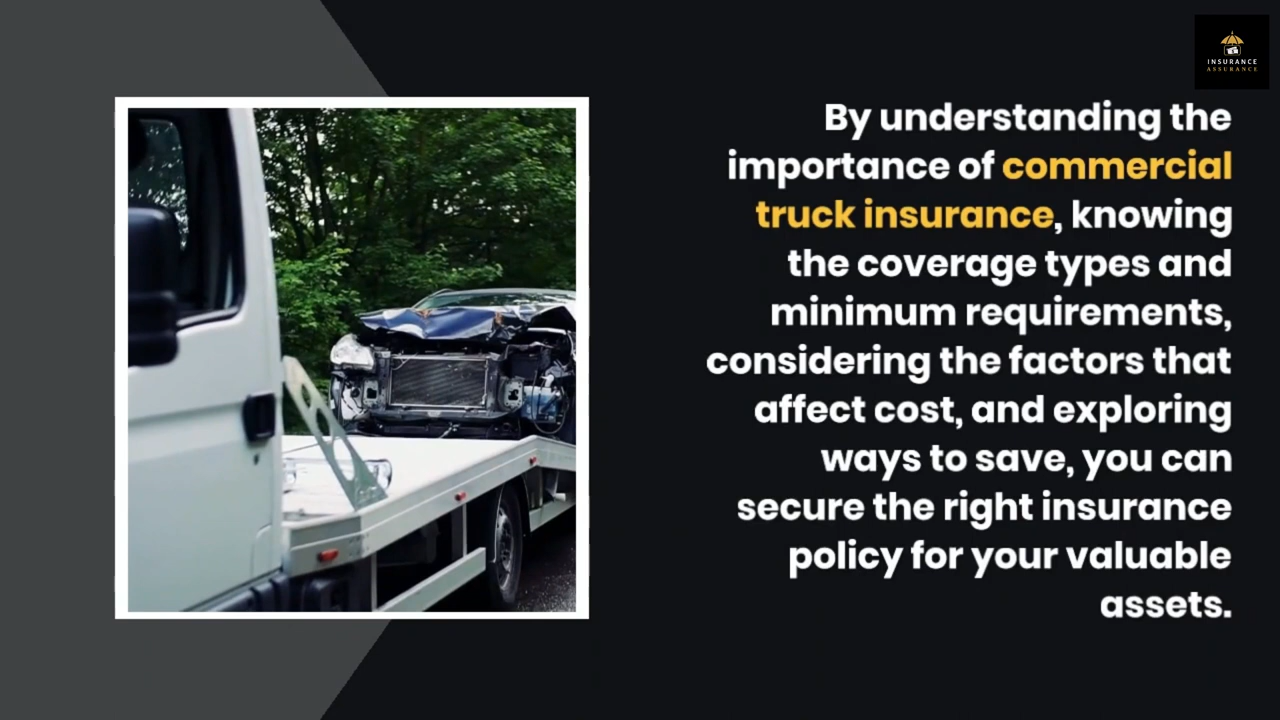 INSURANCE
ASSURANCE
By understanding the
importance of commercial
truck insurance, knowing
the coverage types and
minimum requirements,
considering the factors that
affect cost, and exploring
ways to save, you can
secure the right insurance
policy for your valuable
assets.